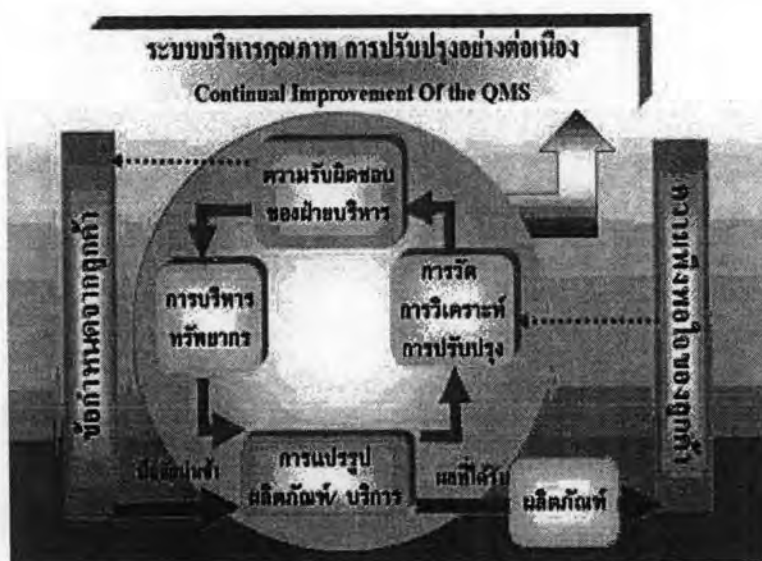 ระบบบริหารคุณภาพ การปรับปรุงอย่างต่อเนื่อง
Continual Improvement Of the QMS
ข้อกำหนดจากลูกค้า
ความรับผิดชอบ
ของฝ่ายบริหาร
การบริหาร
ทรัพยากร
การวัด
การวิเคราะห์
การปรับปรุง
ความพึงพอใจของลูกค้า
การแปรรูป
ผลิตภัณฑ์/ บริการ
ผลที่ได้รับ
ผลิตภัณฑ์